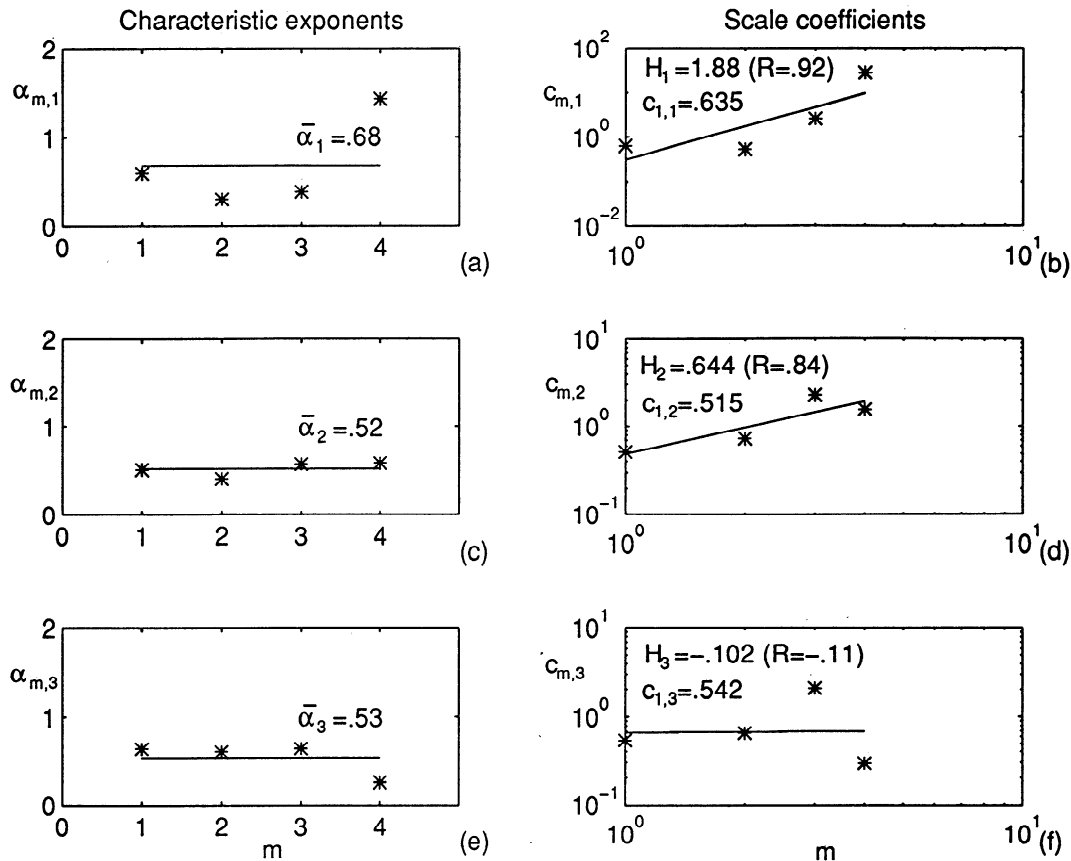 Characteristic exponents
Scale coefficients
2
α_{m,1}
1
ᾱ_1 =.68
0
0 1 2 3 4
(a)
10^2
c_{m,1}
H_1=1.88 (R=.92)
c_{1,1}=.635
10^0
10^{-2}
10^0 10^1
(b)
2
α_{m,2}
1
ᾱ_2 =.52
0
0 1 2 3 4
(c)
10^1
c_{m,2}
H_2=.644 (R=.84)
c_{1,2}=.515
10^0
10^{-1}
10^0 10^1
(d)
2
α_{m,3}
1
ᾱ_3 =.53
0
0 1 2 3 4
m
(e)
10^1
c_{m,3}
H_3=-.102 (R=-.11)
c_{1,3}=.542
10^0
10^{-1}
10^0 10^1
m
(f)